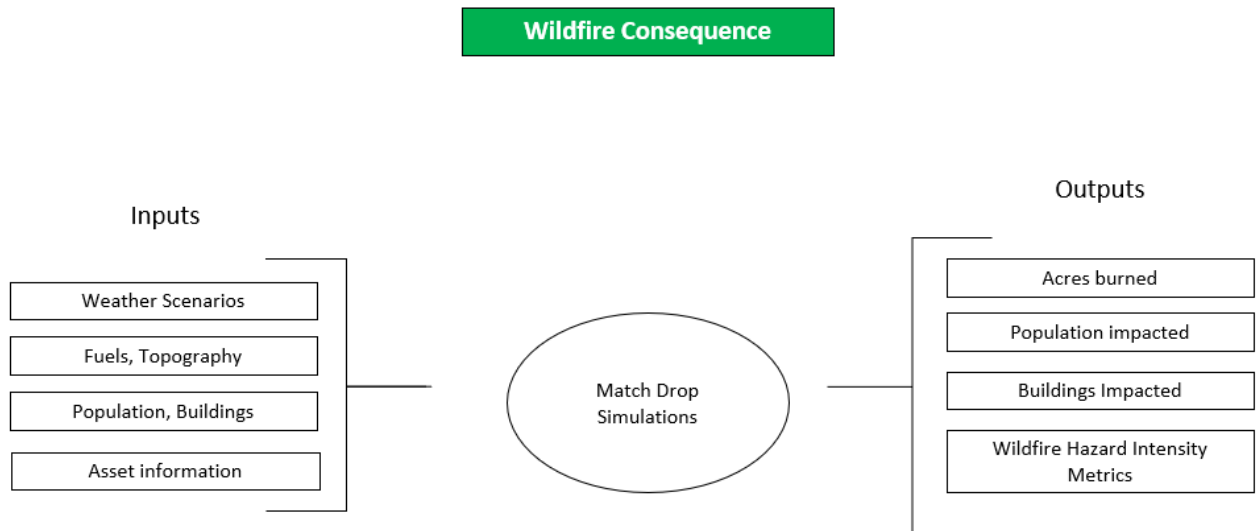 Wildfire Consequence
Inputs
Weather Scenarios
Fuels, Topography
Population, Buildings
Asset information
Match Drop
Simulations
Outputs
Acres burned
Population impacted
Buildings Impacted
Wildfire Hazard Intensity
Metrics